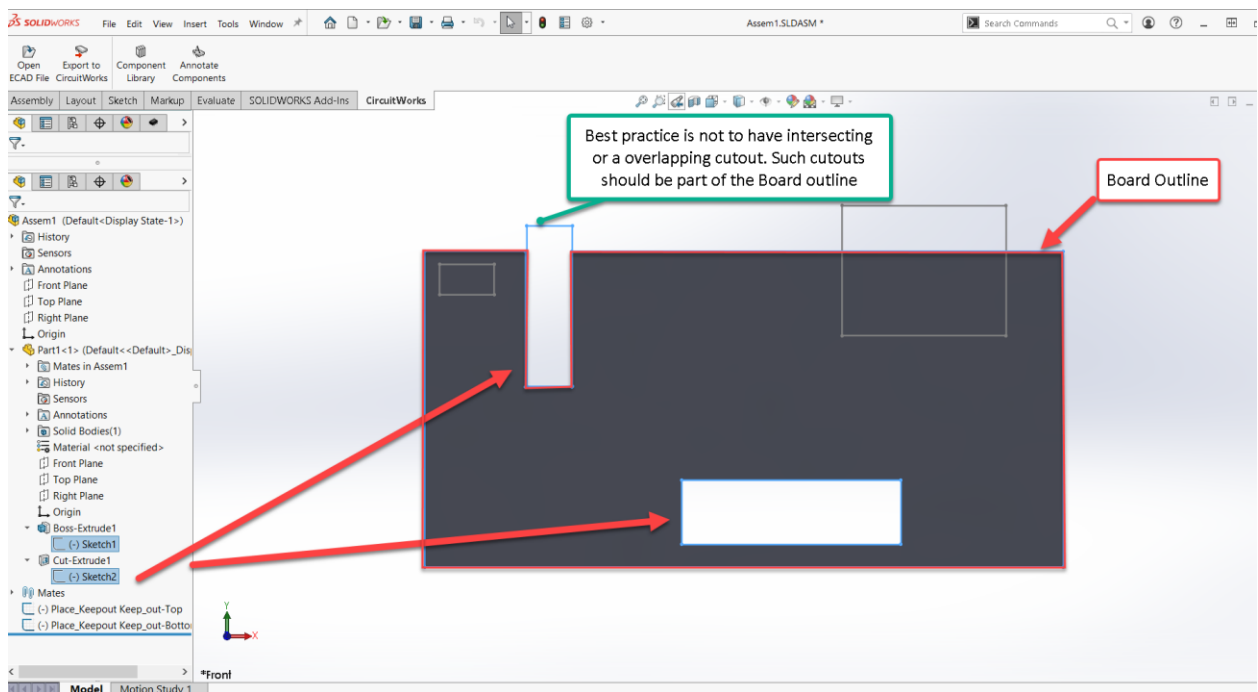 SOLIDWORKS File Edit View Insert Tools Window Assem1.SLDASM * Search Commands
Open ECAD File
Export to CircuitWorks
Component Library
Annotate Components
Assembly Layout Sketch Markup Evaluate SOLIDWORKS Add-Ins CircuitWorks
Best practice is not to have intersecting
or a overlapping cutout. Such cutouts
should be part of the Board outline
Board Outline
Assem1 (Default<Display State-1>)
History
Sensors
Annotations
Front Plane
Top Plane
Right Plane
Origin
Part1<1> (Default<<Default>_Dis
Mates in Assem1
History
Sensors
Annotations
Solid Bodies(1)
Material <not specified>
Front Plane
Top Plane
Right Plane
Origin
Boss-Extrude1
(-) Sketch1
Cut-Extrude1
(-) Sketch2
Mates
(-) Place_Keepout Keep_out-Top
(-) Place_Keepout Keep_out-Botto
Y
X
*Front
Model Motion Study 1